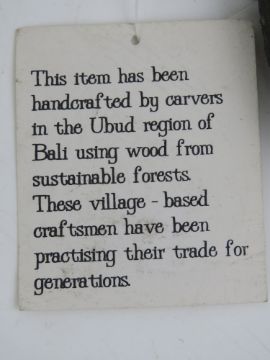 This item has been
handcrafted by carvers
in the Ubud region of
Bali using wood from
sustainable forests.
These village - based
craftsmen have been
practising their trade for
generations.